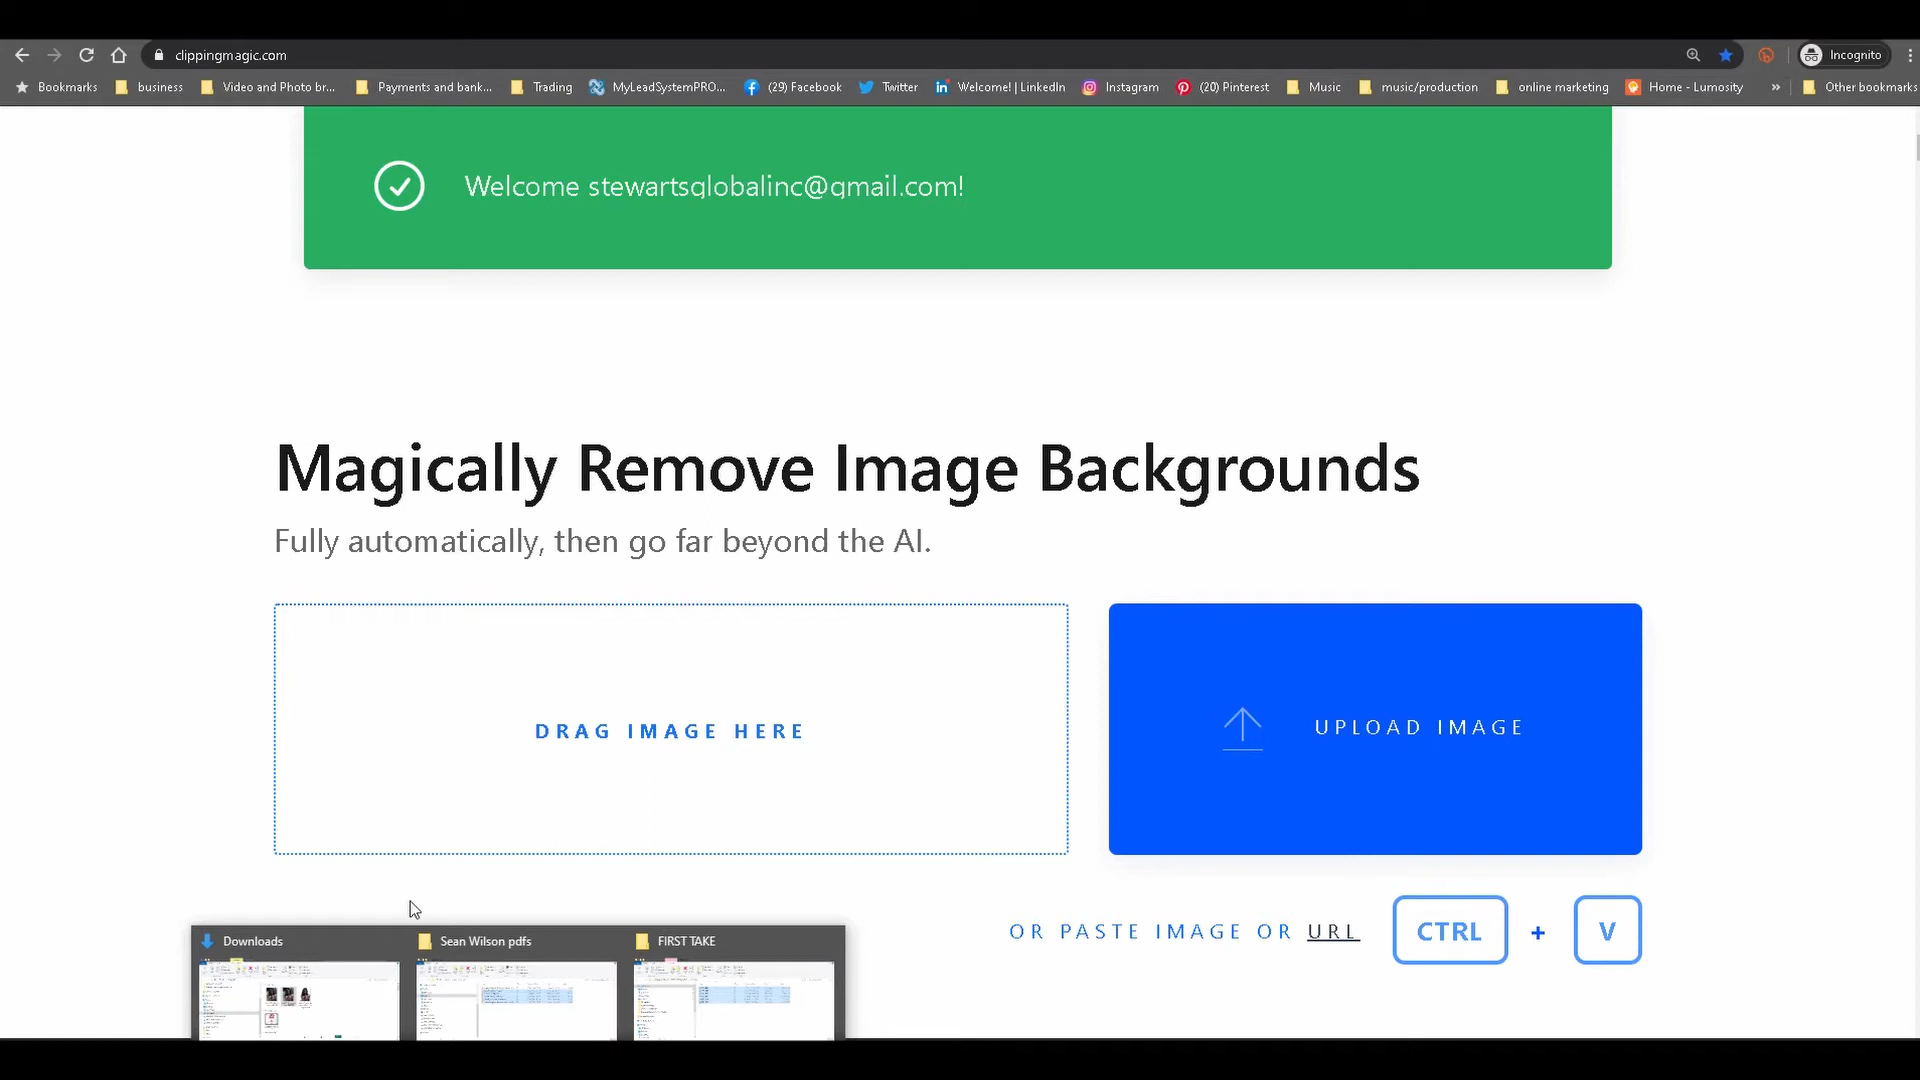 clippingmagic.com
Incognito
Bookmarks
business
Video and Photo br...
Payments and bank...
Trading
MyLeadSystemPRO...
(29) Facebook
Twitter
Welcome! | LinkedIn
Instagram
(20) Pinterest
Music
music/production
online marketing
Home - Lumosity
»
Other bookmarks
Welcome stewartsglobalinc@gmail.com!
Magically Remove Image Backgrounds
Fully automatically, then go far beyond the AI.
DRAG IMAGE HERE
UPLOAD IMAGE
OR PASTE IMAGE OR URL
CTRL + V
Downloads
Sean Wilson pdfs
FIRST TAKE